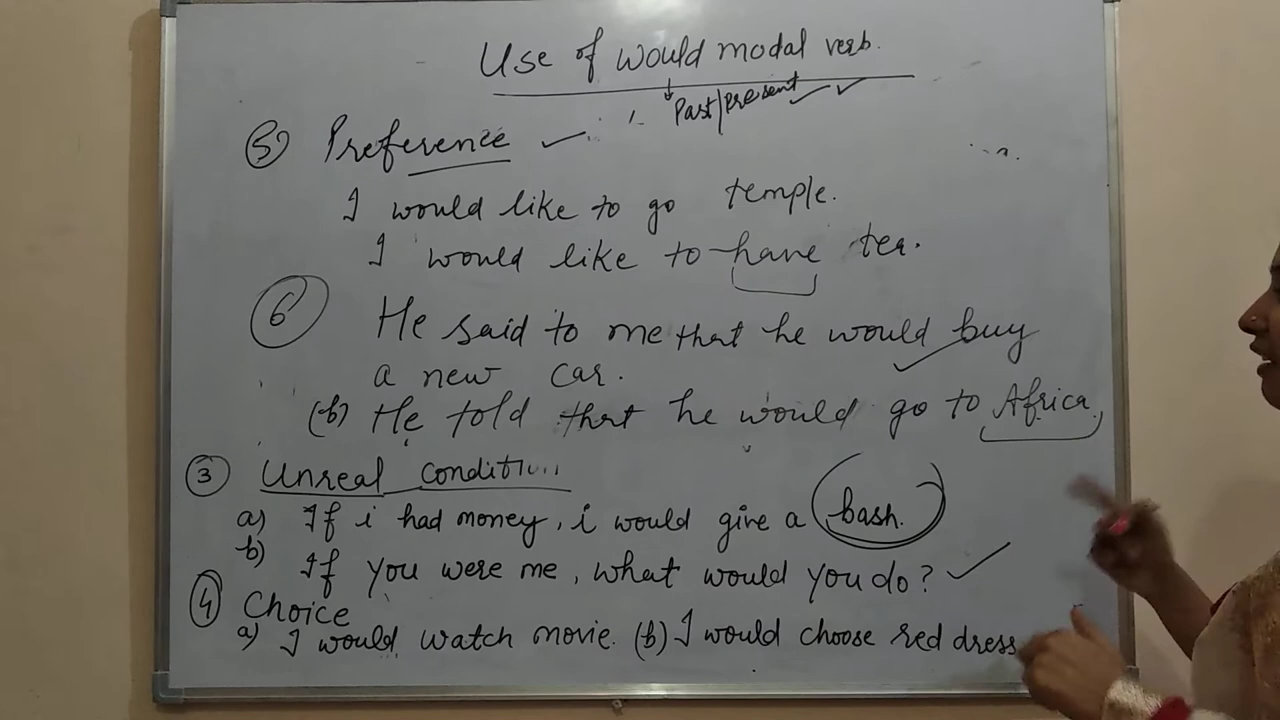 Use of would modal verb.
Past/present
(5) Preference
I would like to go temple.
I would like to have tea.
(6) He said to me that he would buy
a new car.
(b) He told that he would go to Africa.
(3) Unreal condition
a) If i had money, i would give a bash.
b) If you were me, what would you do?
(4) Choice
a) I would watch movie. (b) I would choose red dress